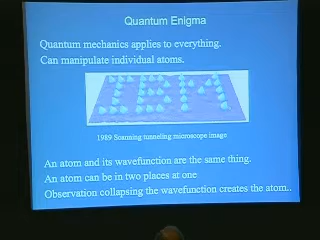 Quantum Enigma
Quantum mechanics applies to everything.
Can manipulate individual atoms.
IBM
1989 Scanning tunneling microscope image
An atom and its wavefunction are the same thing.
An atom can be in two places at one
Observation collapsing the wavefunction creates the atom..